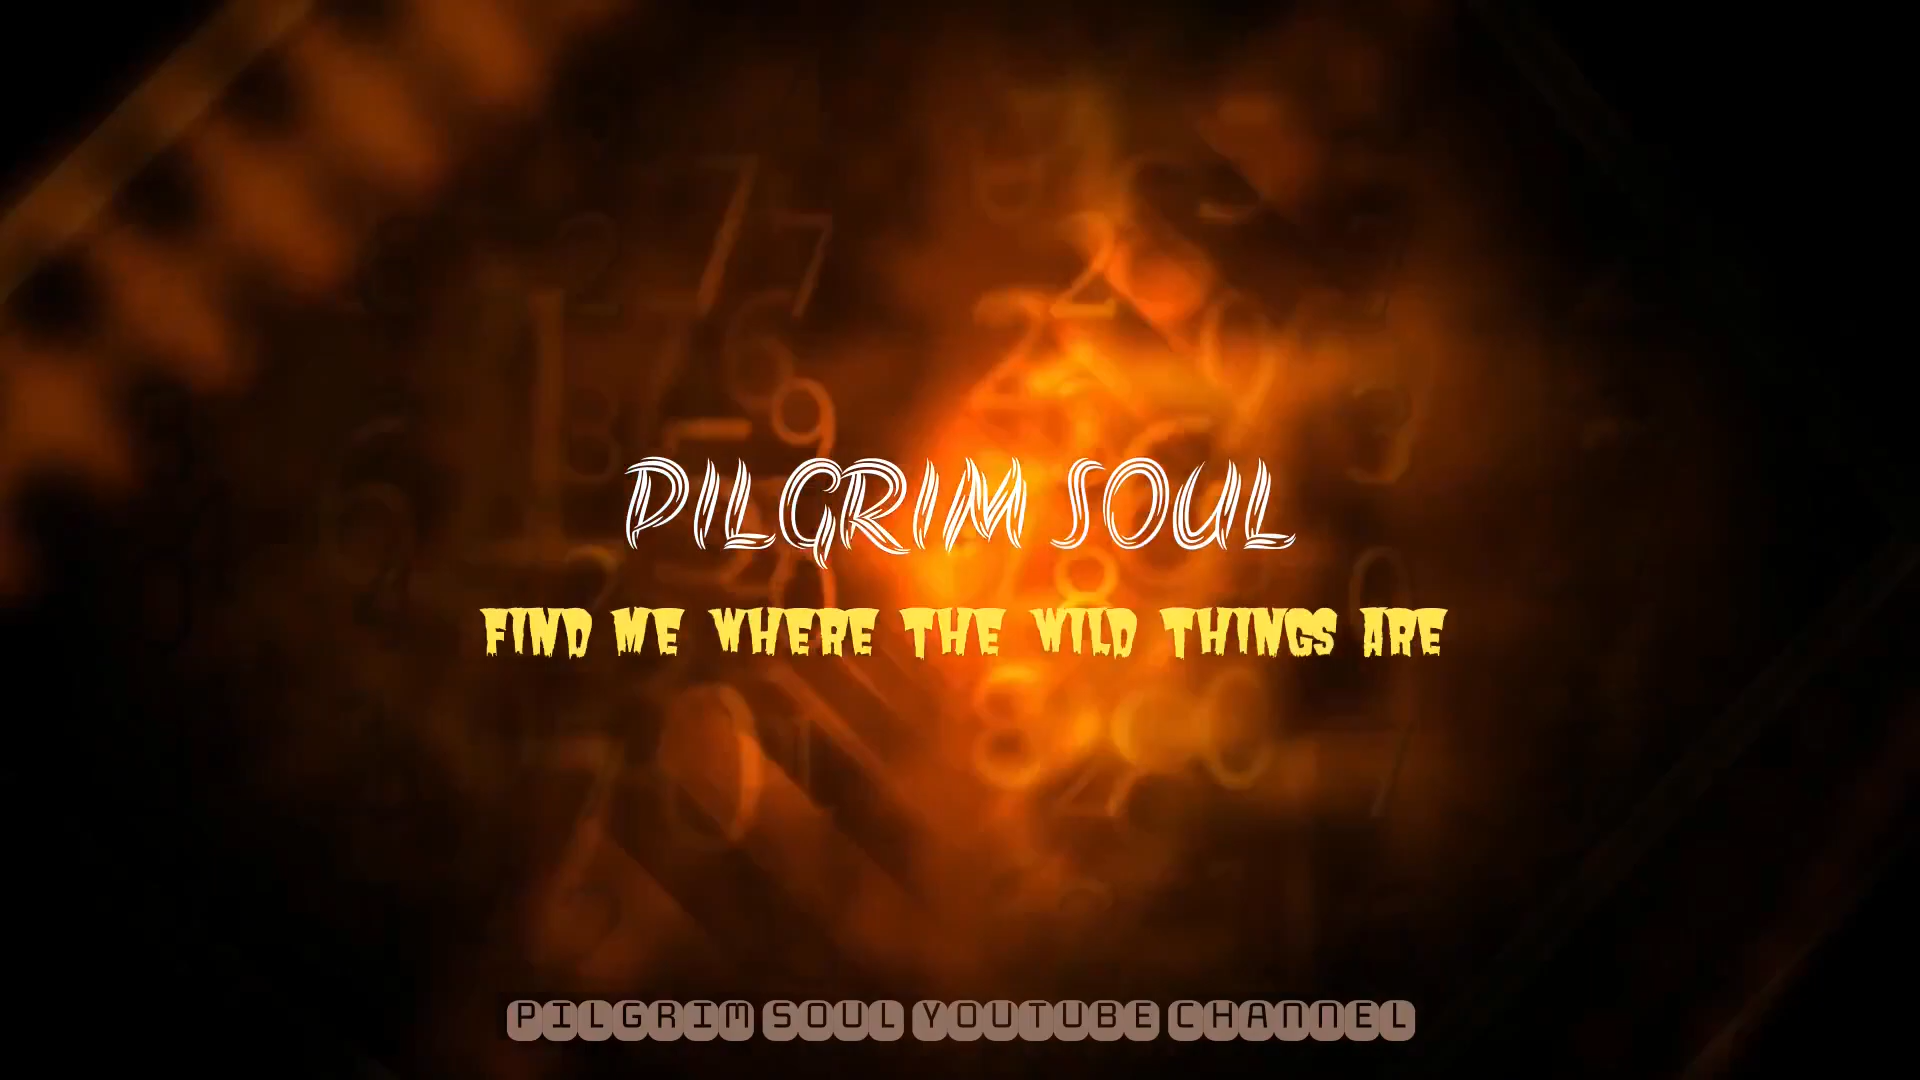 PILGRIM SOUL
FIND ME WHERE THE WILD THINGS ARE
PILGRIM SOUL YOUTUBE CHANNEL